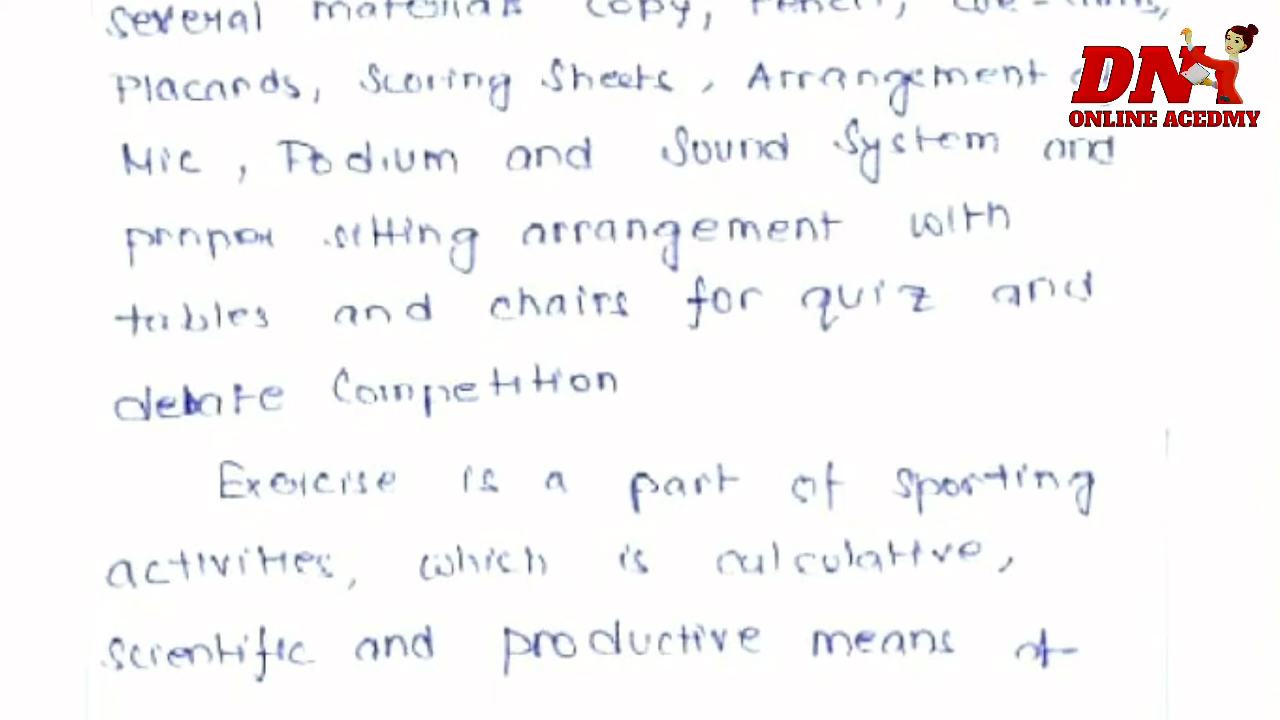 several materials copy, Pencil,
Placards, Scoring Sheets, Arrangement
Mic, Podium and Sound System and
proper sitting arrangement with
tables and chairs for quiz and
debate Competition
Exercise is a part of sporting
activities, which is calculative,
scientific and productive means of
DN
ONLINE ACEDMY